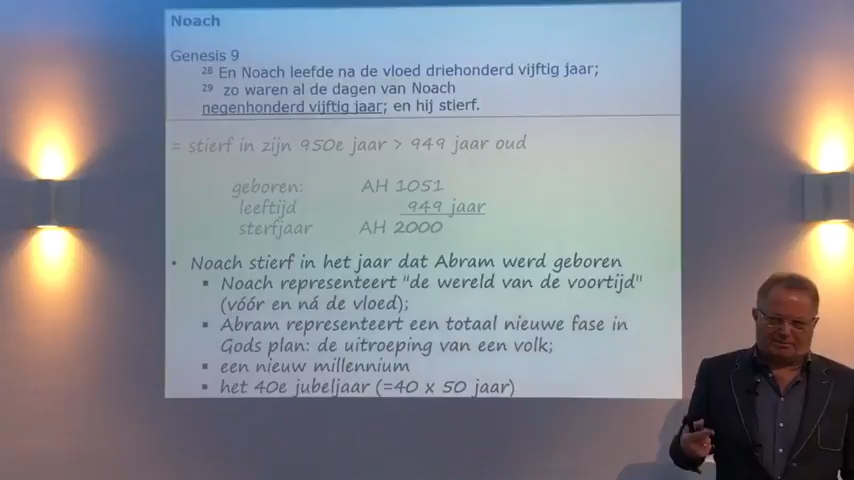 Noach
Genesis 9
28 En Noach leefde na de vloed driehonderd vijftig jaar;
29 zo waren al de dagen van Noach
negenhonderd vijftig jaar; en hij stierf.
= stierf in zijn 950e jaar > 949 jaar oud
geboren: AH 1051
leeftijd 949 jaar
sterfjaar AH 2000
• Noach stierf in het jaar dat Abram werd geboren
▪ Noach representeert "de wereld van de voortijd"
(vóór en ná de vloed);
▪ Abram representeert een totaal nieuwe fase in
Gods plan: de uitroeping van een volk;
▪ een nieuw millennium
▪ het 40e jubeljaar (=40 x 50 jaar)